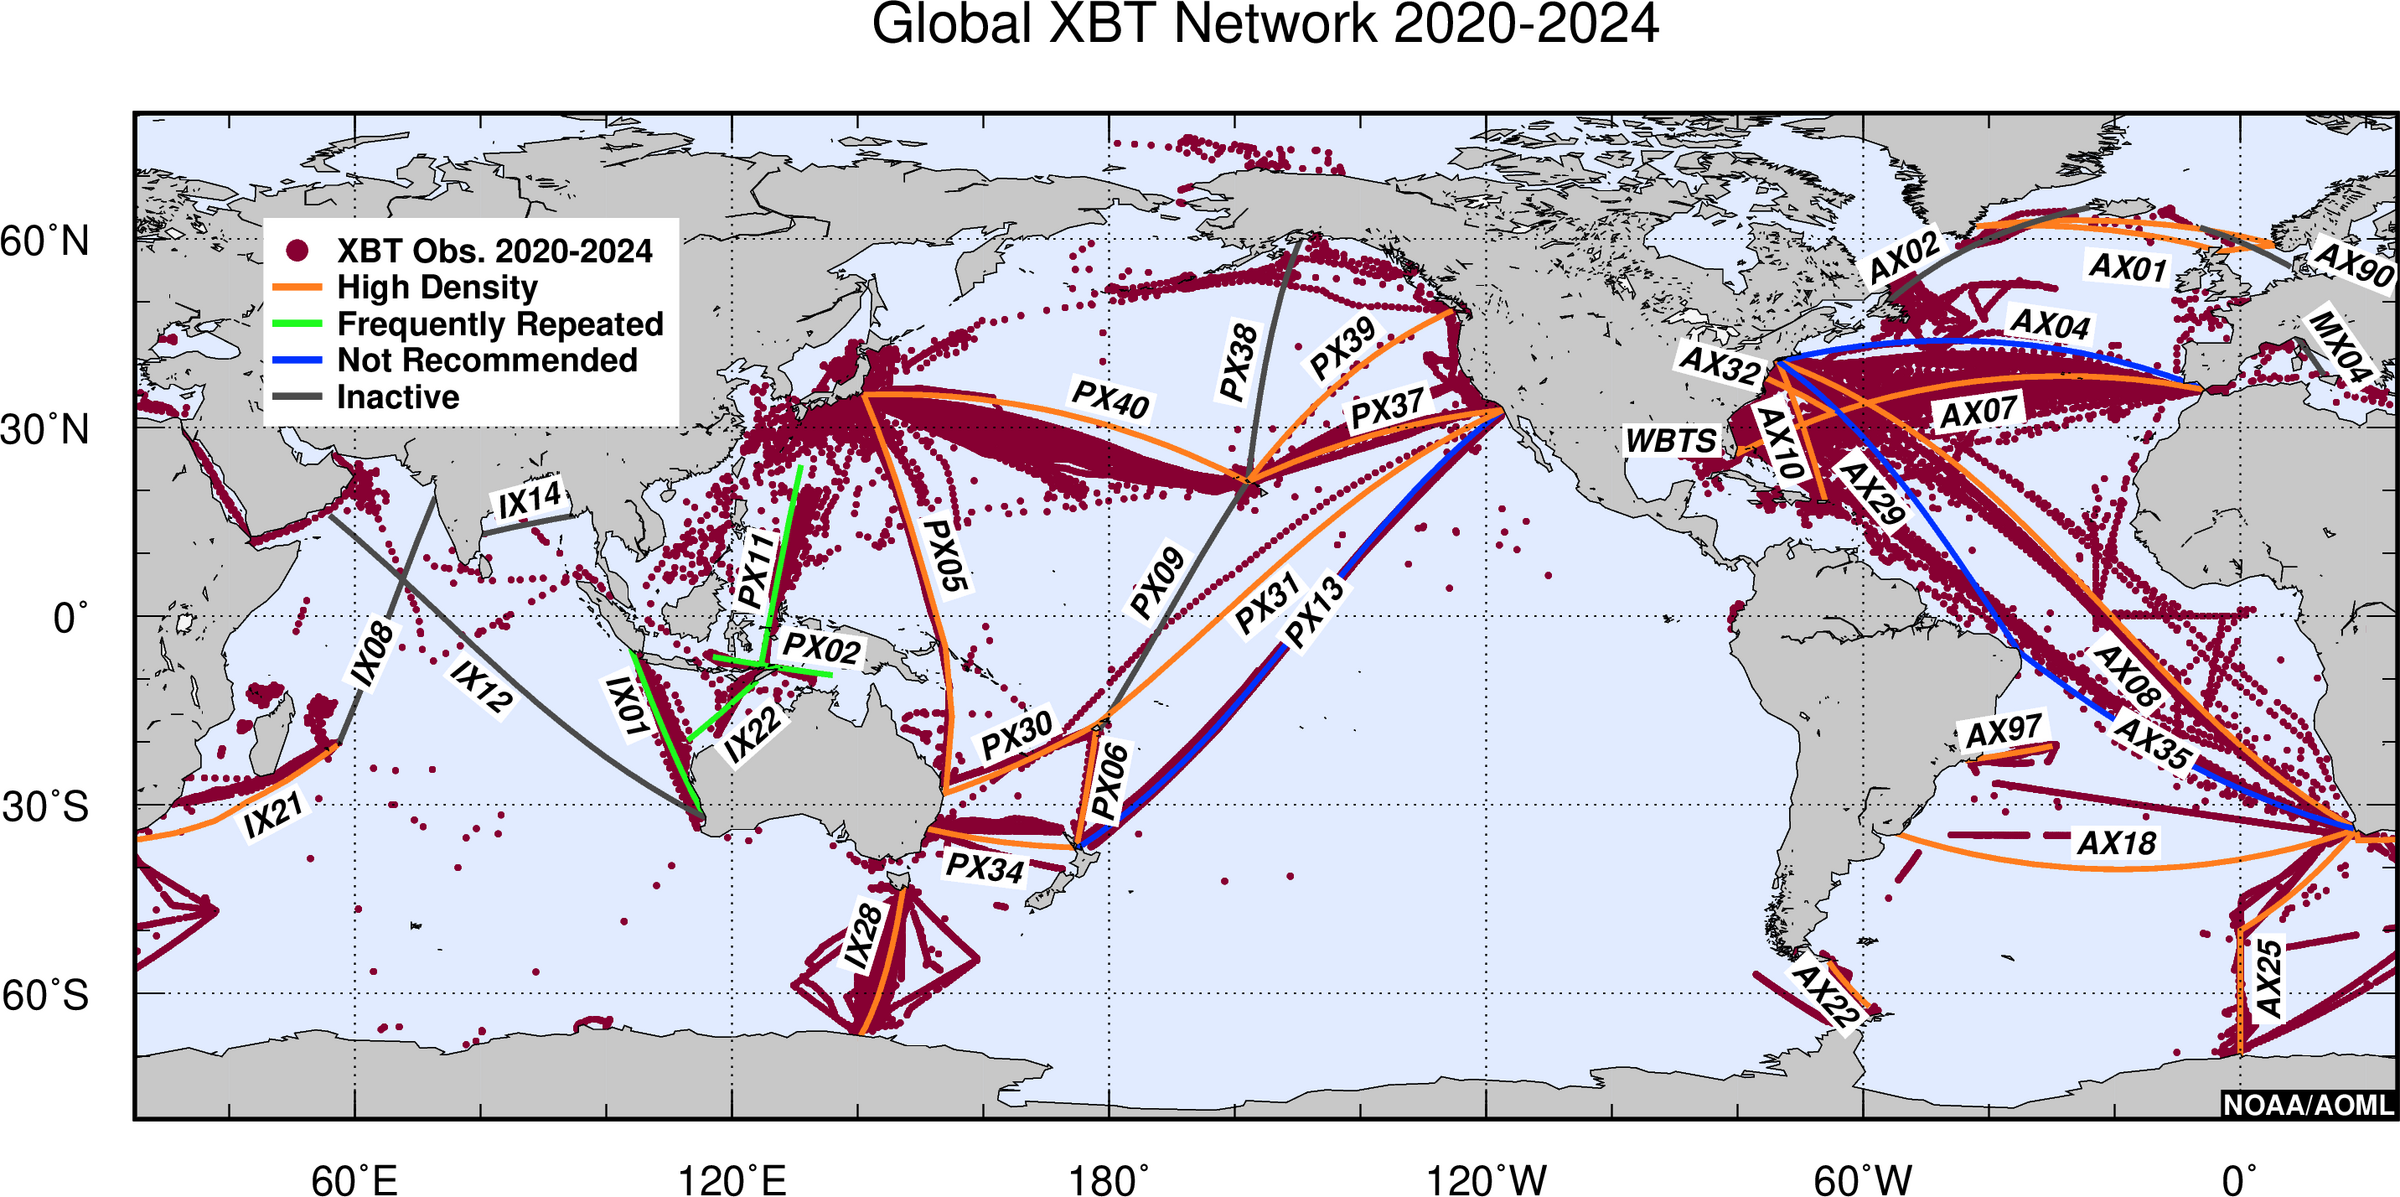 Global XBT Network 2020-2024
60˚N
30˚N
0˚
30˚S
60˚S
XBT Obs. 2020-2024
High Density
Frequently Repeated
Not Recommended
Inactive
AX02
AX01
AX90
AX04
MX04
AX32
AX07
WBTS
AX10
AX29
PX38
PX39
PX40
PX37
IX14
PX05
PX11
PX09
PX31
PX13
PX02
IX08
IX12
IX01
IX22
PX30
PX06
AX08
AX35
AX97
IX21
PX34
AX18
IX28
AX25
AX22
NOAA/AOML
60˚E
120˚E
180˚
120˚W
60˚W
0˚